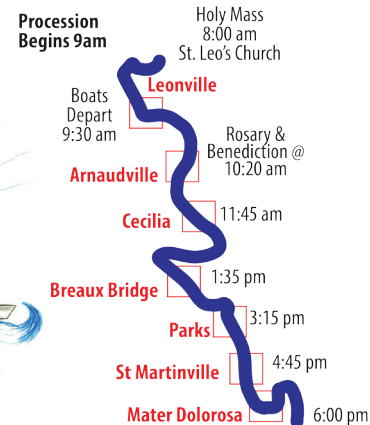 Procession
Begins 9am
Holy Mass
8:00 am
St. Leo's Church
Leonville
Boats
Depart
9:30 am
Rosary &
Benediction @
10:20 am
Arnaudville
Cecilia
11:45 am
Breaux Bridge
1:35 pm
Parks
3:15 pm
St Martinville
4:45 pm
Mater Dolorosa
6:00 pm